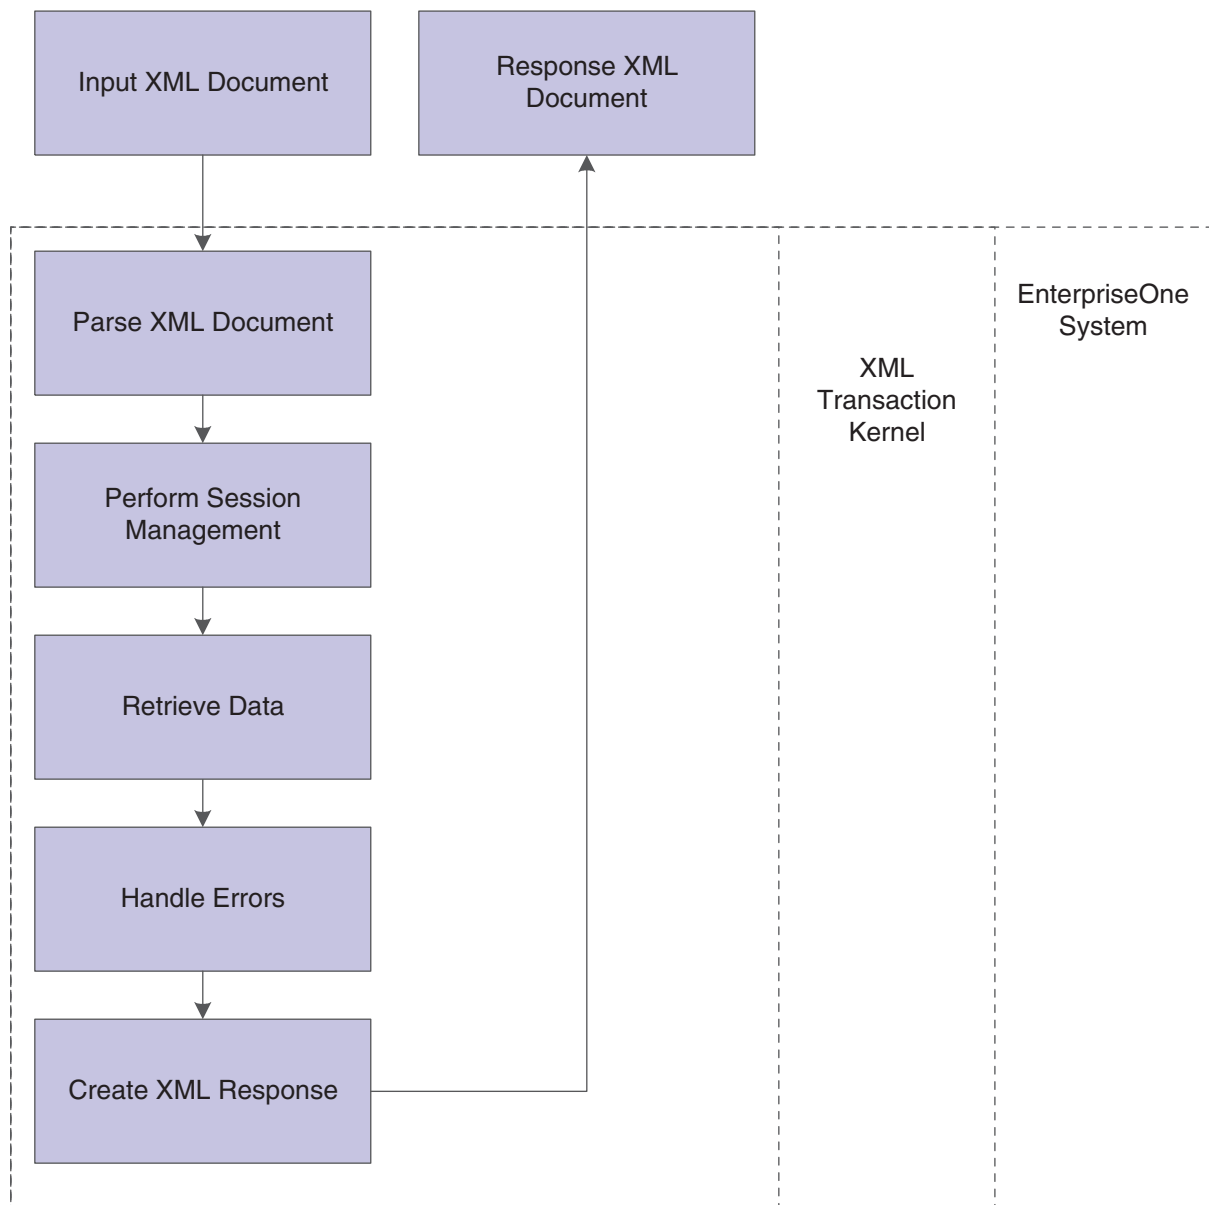 Input XML Document
Response XML
Document
Parse XML Document
EnterpriseOne
System
XML
Transaction
Kernel
Perform Session
Management
Retrieve Data
Handle Errors
Create XML Response